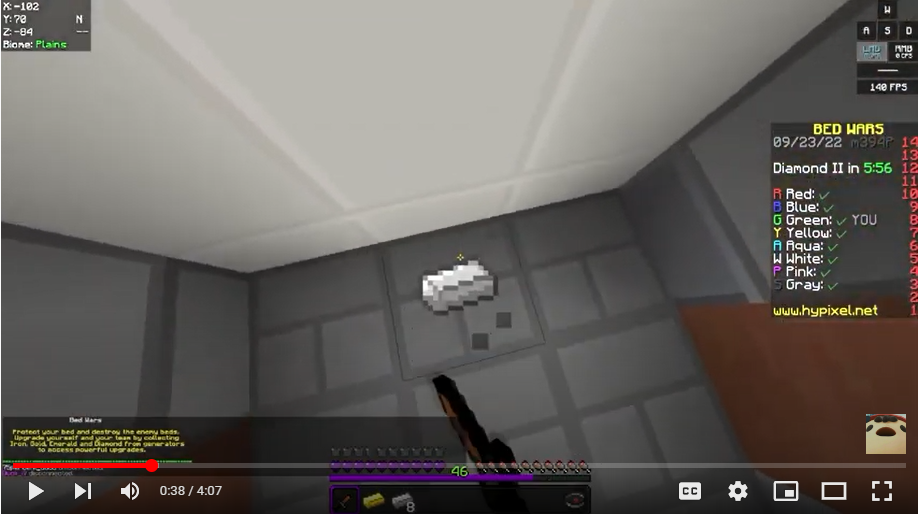 X: -102
Y: 70 N
Z: -84 --
Biome: Plains
W
A S D
LMB RMB
0 CPS
140 FPS
BED WARS
09/23/22 m394P 14
13
Diamond II in 5:56 12
11
R Red: ✓ 10
B Blue: ✓ 9
G Green: ✓ YOU 8
Y Yellow: ✓ 7
A Aqua: ✓ 6
W White: ✓ 5
P Pink: ✓ 4
S Gray: ✓ 3
2
www.hypixel.net 1
Bed Wars
Protect your bed and destroy the enemy beds.
Upgrade yourself and your team by collecting
Iron, Gold, Emerald and Diamond from generators
to access powerful upgrades.
disconnected
46
8
0:38 / 4:07
CC